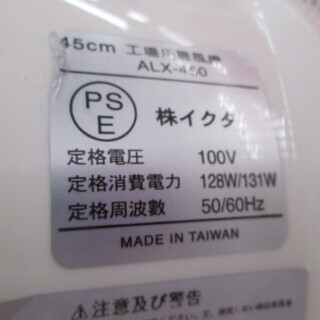 45cm 工場用扇風機
ALX-450
PS
E
株イクタ
定格電圧 100V
定格消費電力 128W/131W
定格周波數 50/60Hz
MADE IN TAIWAN
⚠注意及び警告